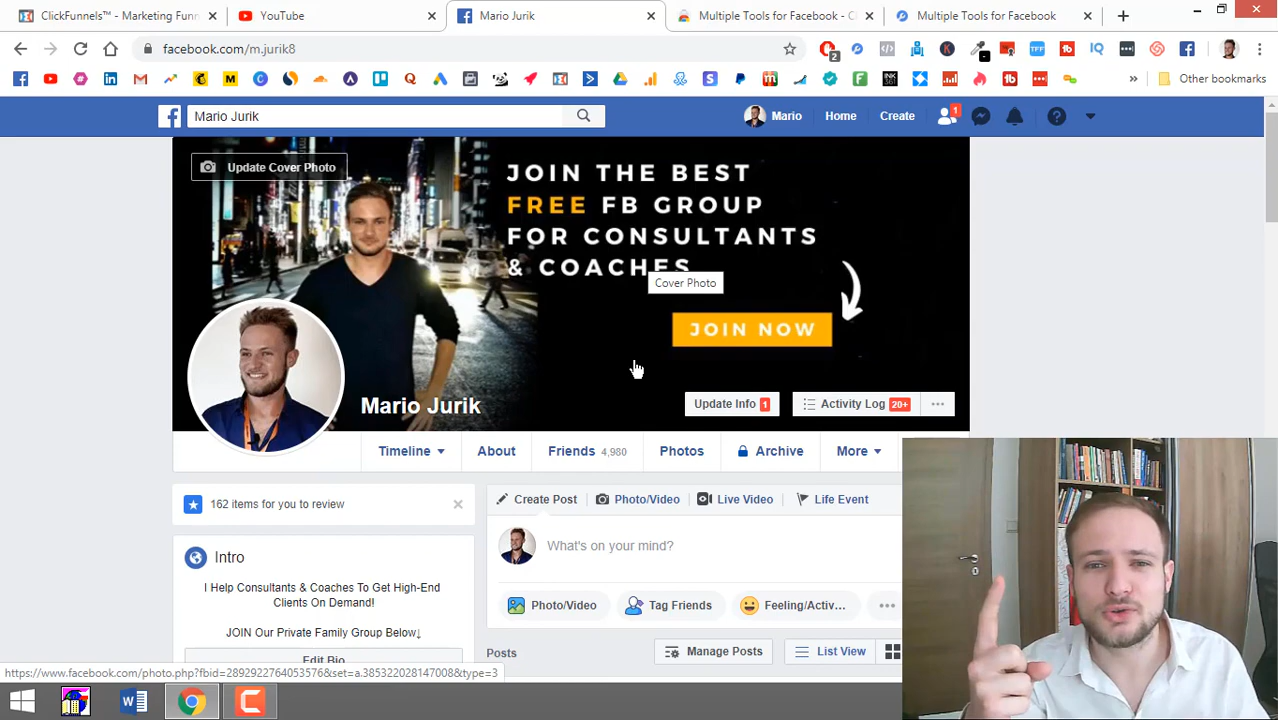 ClickFunnels™ - Marketing Funn
YouTube
Mario Jurik
Multiple Tools for Facebook - C
Multiple Tools for Facebook
facebook.com/m.jurik8
2
Other bookmarks
Mario Jurik
Mario
Home
Create
1
Update Cover Photo
JOIN THE BEST
FREE FB GROUP
FOR CONSULTANTS
& COACHES
Cover Photo
JOIN NOW
Mario Jurik
Update Info 1
Activity Log 20+
Timeline
About
Friends 4,980
Photos
Archive
More
162 items for you to review
Create Post
Photo/Video
Live Video
Life Event
Intro
What's on your mind?
I Help Consultants & Coaches To Get High-End
Clients On Demand!
JOIN Our Private Family Group Below↓
Edit Bio
Photo/Video
Tag Friends
Feeling/Activ...
Posts
Manage Posts
List View
https://www.facebook.com/photo.php?fbid=2892922764053557&set=a.385322028147008&type=3